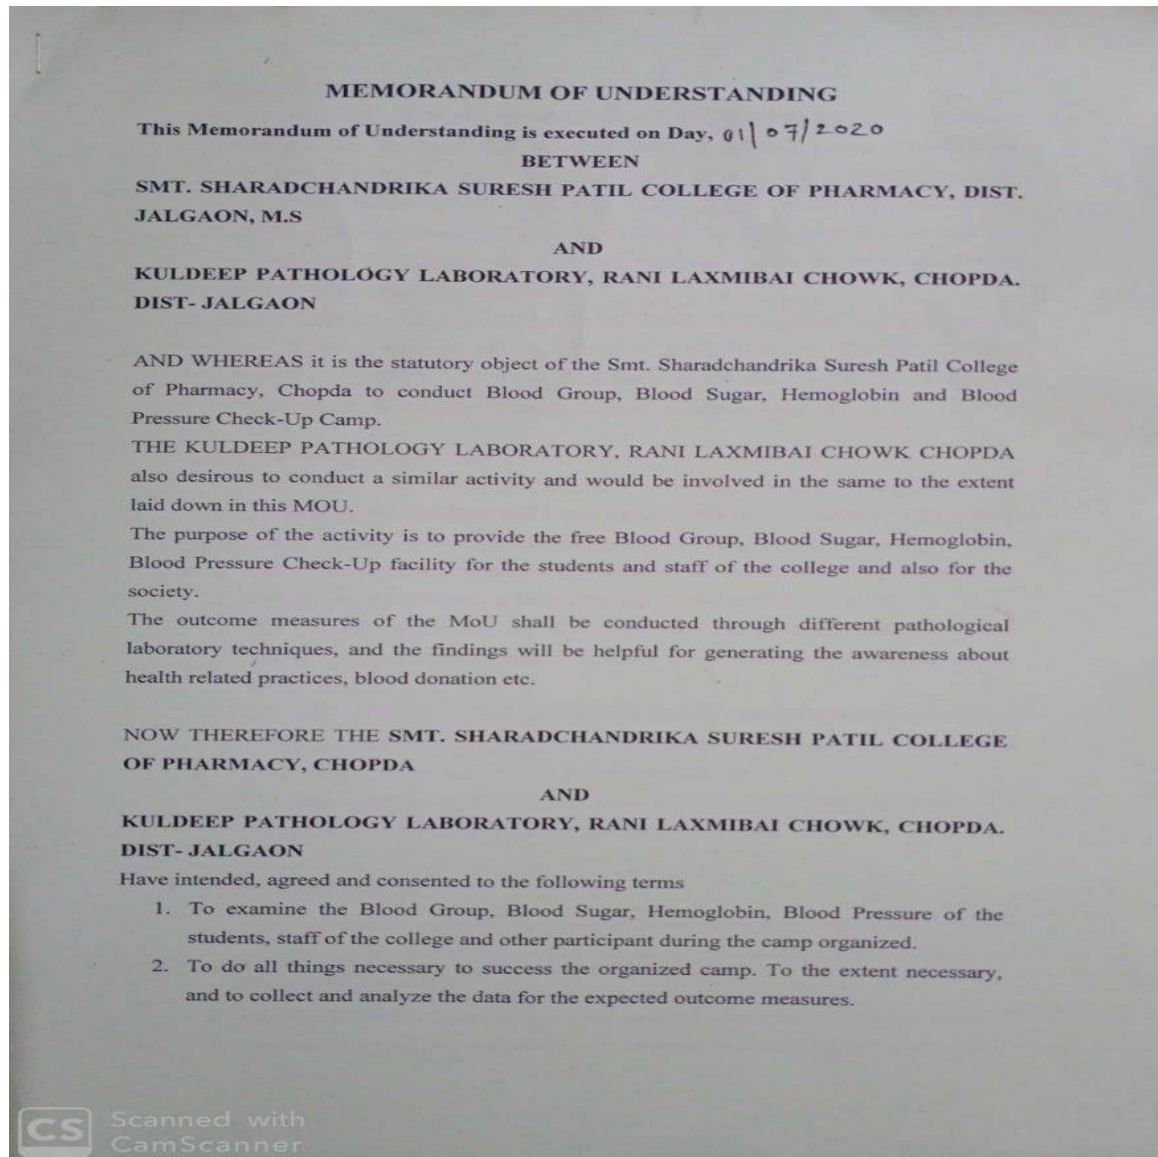 MEMORANDUM OF UNDERSTANDING
This Memorandum of Understanding is executed on Day, 01/07/2020
BETWEEN
SMT. SHARADCHANDRIKA SURESH PATIL COLLEGE OF PHARMACY, DIST.
JALGAON, M.S
AND
KULDEEP PATHOLOGY LABORATORY, RANI LAXMIBAI CHOWK, CHOPDA.
DIST- JALGAON
AND WHEREAS it is the statutory object of the Smt. Sharadchandrika Suresh Patil College
of Pharmacy, Chopda to conduct Blood Group, Blood Sugar, Hemoglobin and Blood
Pressure Check-Up Camp.
THE KULDEEP PATHOLOGY LABORATORY, RANI LAXMIBAI CHOWK CHOPDA
also desirous to conduct a similar activity and would be involved in the same to the extent
laid down in this MOU.
The purpose of the activity is to provide the free Blood Group, Blood Sugar, Hemoglobin,
Blood Pressure Check-Up facility for the students and staff of the college and also for the
society.
The outcome measures of the MoU shall be conducted through different pathological
laboratory techniques, and the findings will be helpful for generating the awareness about
health related practices, blood donation etc.
NOW THEREFORE THE SMT. SHARADCHANDRIKA SURESH PATIL COLLEGE
OF PHARMACY, CHOPDA
AND
KULDEEP PATHOLOGY LABORATORY, RANI LAXMIBAI CHOWK, CHOPDA.
DIST- JALGAON
Have intended, agreed and consented to the following terms
1. To examine the Blood Group, Blood Sugar, Hemoglobin, Blood Pressure of the
students, staff of the college and other participant during the camp organized.
2. To do all things necessary to success the organized camp. To the extent necessary,
and to collect and analyze the data for the expected outcome measures.
CS Scanned with
CamScanner